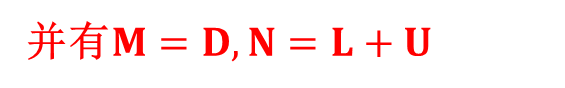 并有M = D, N = L + U